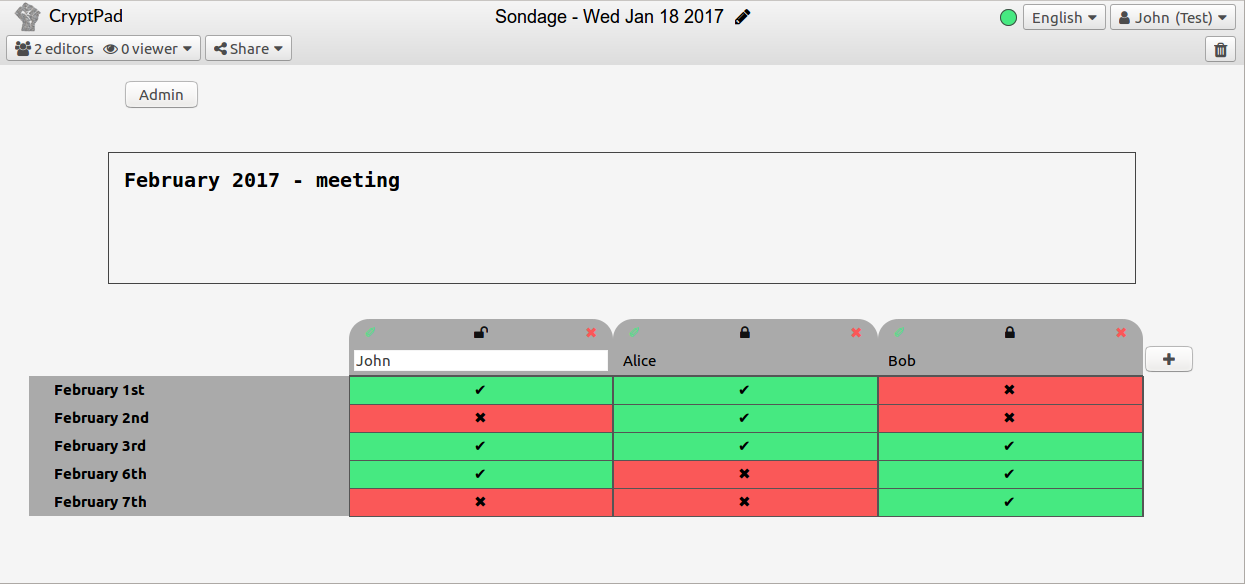 CryptPad
Sondage - Wed Jan 18 2017
English
John (Test)
2 editors 0 viewer
Share
Admin
February 2017 - meeting
John Alice Bob
February 1st ✔ ✔ ✖
February 2nd ✖ ✔ ✖
February 3rd ✔ ✔ ✔
February 6th ✔ ✖ ✔
February 7th ✖ ✖ ✔